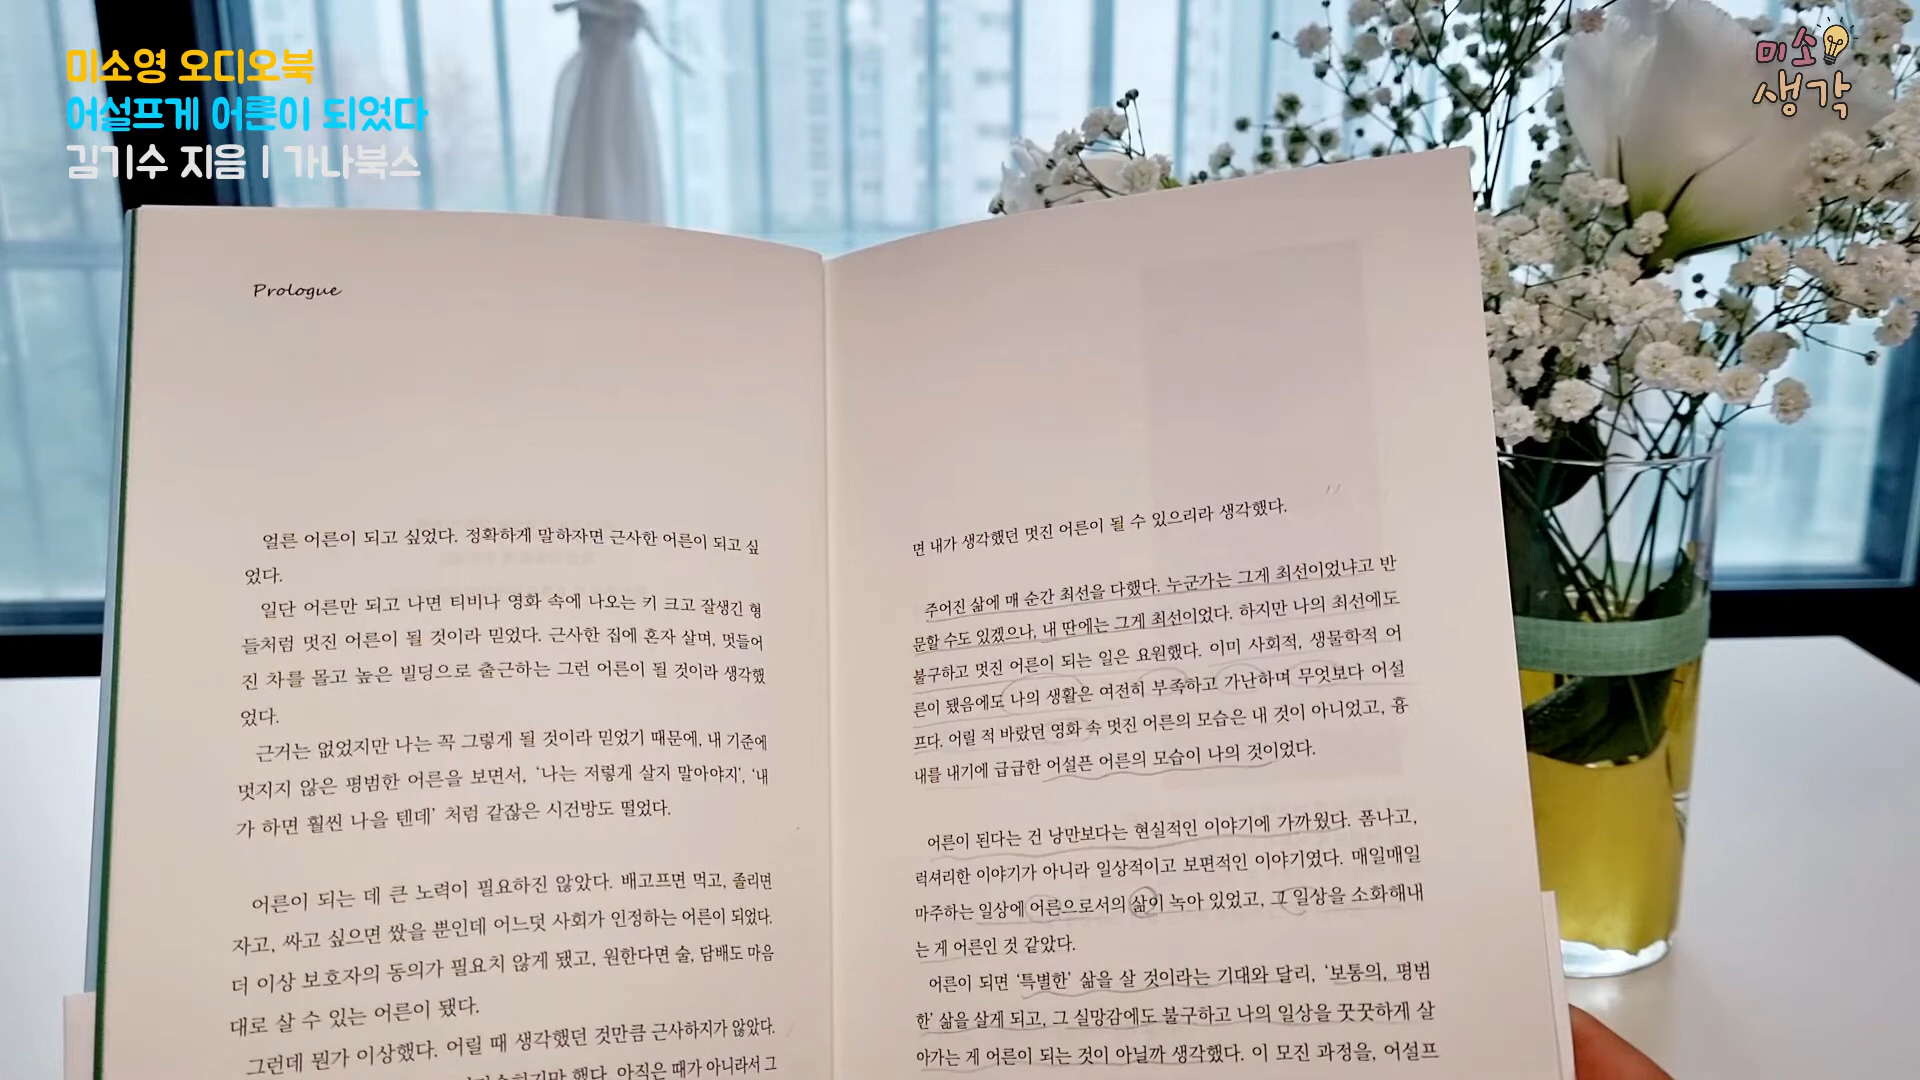 미소영 오디오북
어설프게 어른이 되었다
김기수 지음 | 가나북스
미소
생각
Prologue
얼른 어른이 되고 싶었다. 정확하게 말하자면 근사한 어른이 되고 싶
었다.
일단 어른만 되고 나면 티비나 영화 속에 나오는 키 크고 잘생긴 형
들처럼 멋진 어른이 될 것이라 믿었다. 근사한 집에 혼자 살며, 멋들어
진 차를 몰고 높은 빌딩으로 출근하는 그런 어른이 될 것이라 생각했
었다.
근거는 없었지만 나는 꼭 그렇게 될 것이라 믿었기 때문에, 내 기준에
멋지지 않은 평범한 어른을 보면서, ‘나는 저렇게 살지 말아야지’, ‘내
가 하면 훨씬 나을 텐데’ 처럼 같잖은 시건방도 떨었다.
어른이 되는 데 큰 노력이 필요하진 않았다. 배고프면 먹고, 졸리면
자고, 싸고 싶으면 쌌을 뿐인데 어느덧 사회가 인정하는 어른이 되었다.
더 이상 보호자의 동의가 필요치 않게 됐고, 원한다면 술, 담배도 마음
대로 살 수 있는 어른이 됐다.
그런데 뭔가 이상했다. 어릴 때 생각했던 것만큼 근사하지가 않았다.
했다. 아직은 때가 아니라서 그
면 내가 생각했던 멋진 어른이 될 수 있으리라 생각했다.
주어진 삶에 매 순간 최선을 다했다. 누군가는 그게 최선이었냐고 반
문할 수도 있겠으나, 내 딴에는 그게 최선이었다. 하지만 나의 최선에도
불구하고 멋진 어른이 되는 일은 요원했다. 이미 사회적, 생물학적 어
른이 됐음에도 나의 생활은 여전히 부족하고 가난하며 무엇보다 어설
프다. 어릴 적 바랐던 영화 속 멋진 어른의 모습은 내 것이 아니었고, 흉
내를 내기에 급급한 어설픈 어른의 모습이 나의 것이었다.
어른이 된다는 건 낭만보다는 현실적인 이야기에 가까웠다. 폼나고,
럭셔리한 이야기가 아니라 일상적이고 보편적인 이야기였다. 매일매일
마주하는 일상에 어른으로서의 삶이 녹아 있었고, 그 일상을 소화해내
는 게 어른인 것 같았다.
어른이 되면 ‘특별한’ 삶을 살 것이라는 기대와 달리, ‘보통의, 평범
한’ 삶을 살게 되고, 그 실망감에도 불구하고 나의 일상을 꿋꿋하게 살
아가는 게 어른이 되는 것이 아닐까 생각했다. 이 모진 과정을, 어설프